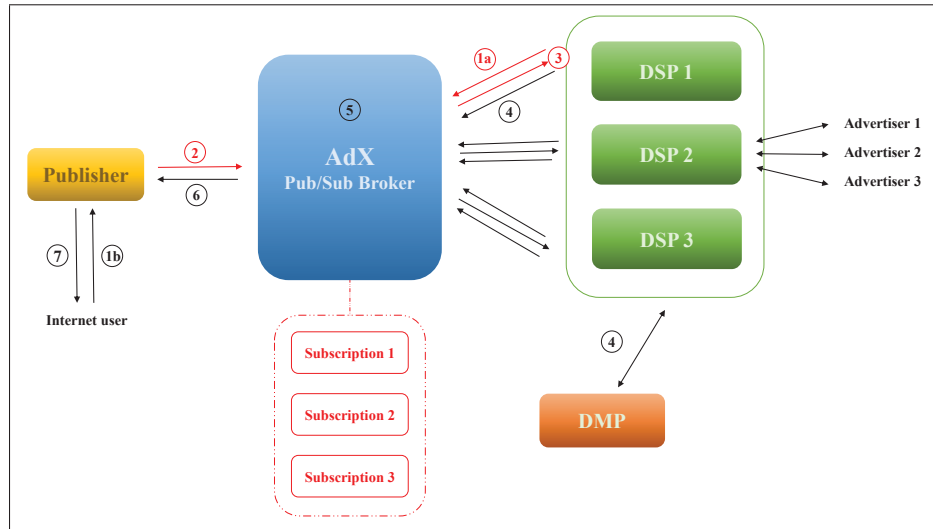 1a
3
DSP 1
4
5
AdX
Pub/Sub Broker
2
Publisher
6
DSP 2
Advertiser 1
Advertiser 2
Advertiser 3
DSP 3
7
1b
Internet user
Subscription 1
Subscription 2
Subscription 3
4
DMP